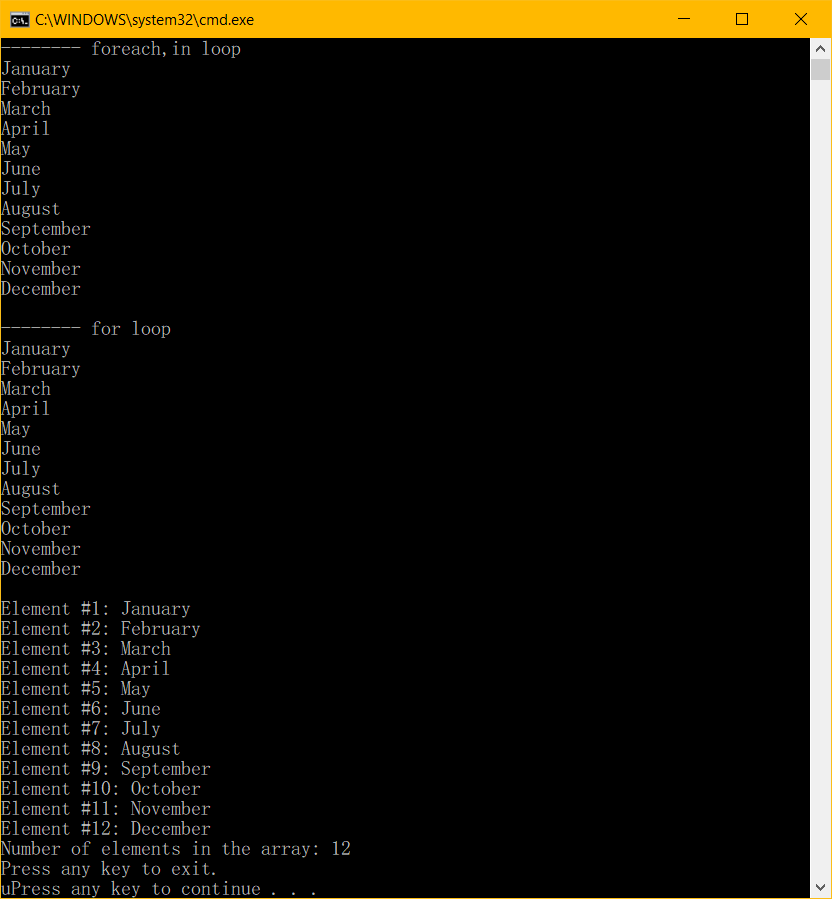 C:\WINDOWS\system32\cmd.exe
-------- foreach,in loop
January
February
March
April
May
June
July
August
September
October
November
December
-------- for loop
January
February
March
April
May
June
July
August
September
October
November
December
Element #1: January
Element #2: February
Element #3: March
Element #4: April
Element #5: May
Element #6: June
Element #7: July
Element #8: August
Element #9: September
Element #10: October
Element #11: November
Element #12: December
Number of elements in the array: 12
Press any key to exit.
uPress any key to continue . . .